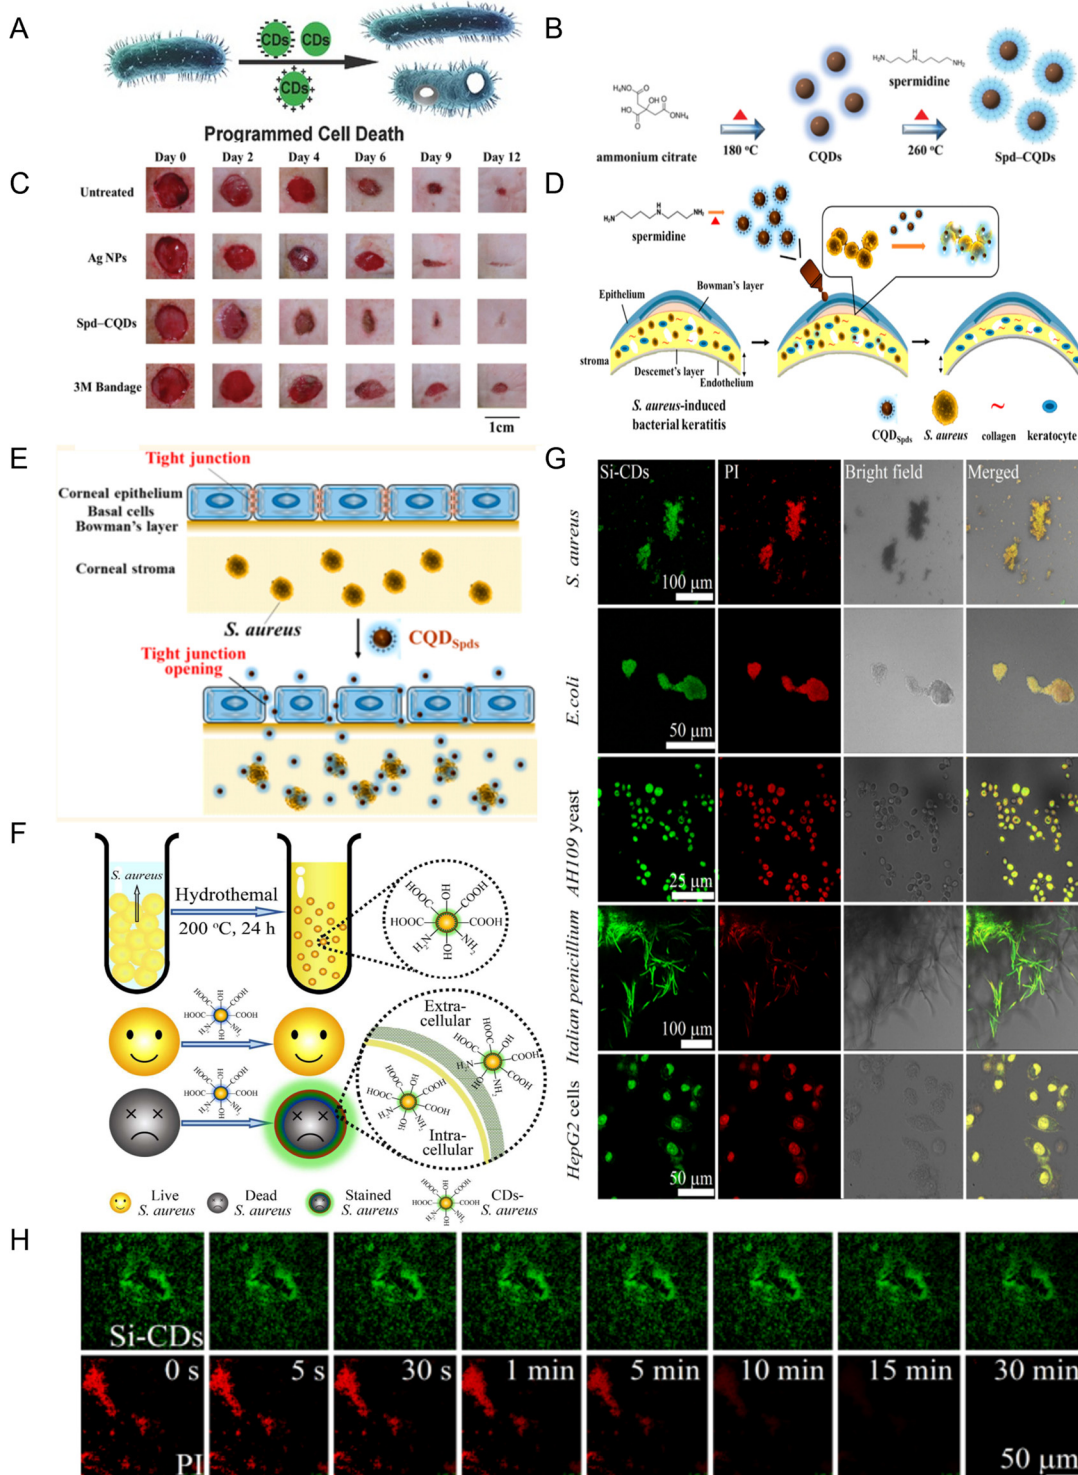 A
CDs CDs
CDs
Programmed Cell Death
B
spermidine
ammonium citrate
180 °C
CQDs
260 °C
Spd–CQDs
C
Day 0 Day 2 Day 4 Day 6 Day 9 Day 12
Untreated
Ag NPs
Spd–CQDs
3M Bandage
1cm
D
H₂N
NH₂
spermidine
Epithelium
Bowman's layer
stroma
Descemet's layer
Endothelium
S. aureus-induced
bacterial keratitis
CQDSpds S. aureus collagen keratocyte
E
Tight junction
Corneal epithelium
Basal cells
Bowman's layer
Corneal stroma
S. aureus
CQDSpds
Tight junction
opening
F
S. aureus
Hydrothemal
200 °C, 24 h
HO
HOOC COOH
HOOC COOH
H₂N NH₂
OH
Extra-
cellular
Intra-
cellular
Live
S. aureus
Dead
S. aureus
Stained
S. aureus
CDs-
S. aureus
G
Si-CDs PI Bright field Merged
S. aureus
100 μm
E.coli
50 μm
AH109 yeast
25 μm
Italian penicillium
100 μm
HepG2 cells
50 μm
H
Si-CDs
0 s 5 s 30 s 1 min 5 min 10 min 15 min 30 min
PI
50 μm